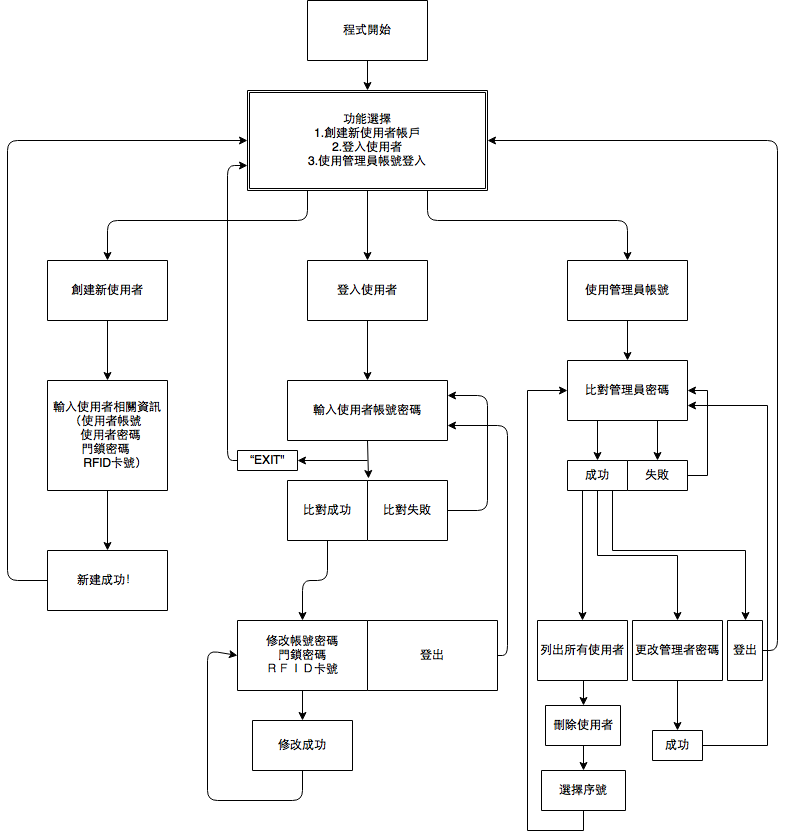 程式開始
功能選擇
1.創建新使用者帳戶
2.登入使用者
3.使用管理員帳號登入
創建新使用者
登入使用者
使用管理員帳號
輸入使用者相關資訊
（使用者帳號
使用者密碼
門鎖密碼
RFID卡號）
輸入使用者帳號密碼
比對管理員密碼
"EXIT"
成功
失敗
比對成功
比對失敗
新建成功！
修改帳號密碼
門鎖密碼
ＲＦＩＤ卡號
登出
列出所有使用者
更改管理者密碼
登出
修改成功
刪除使用者
成功
選擇序號